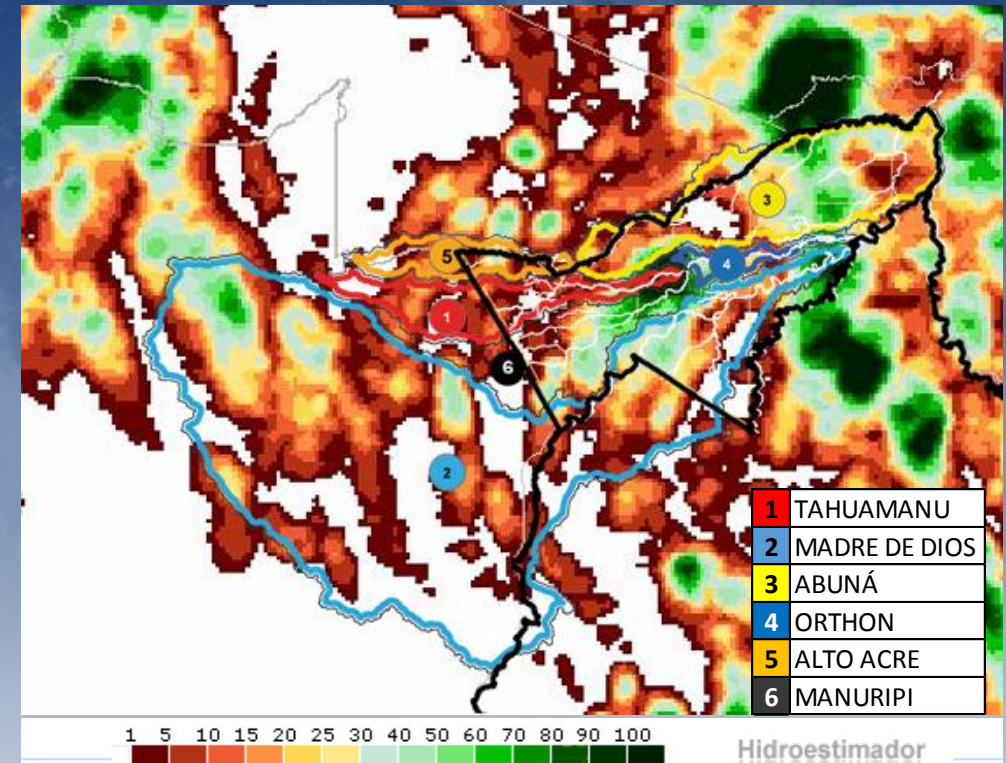 3
5
4
1
6
2
1 TAHUAMANU
2 MADRE DE DIOS
3 ABUNÁ
4 ORTHON
5 ALTO ACRE
6 MANURIPI
1 5 10 15 20 25 30 40 50 60 70 80 90 100
Hidroestimador